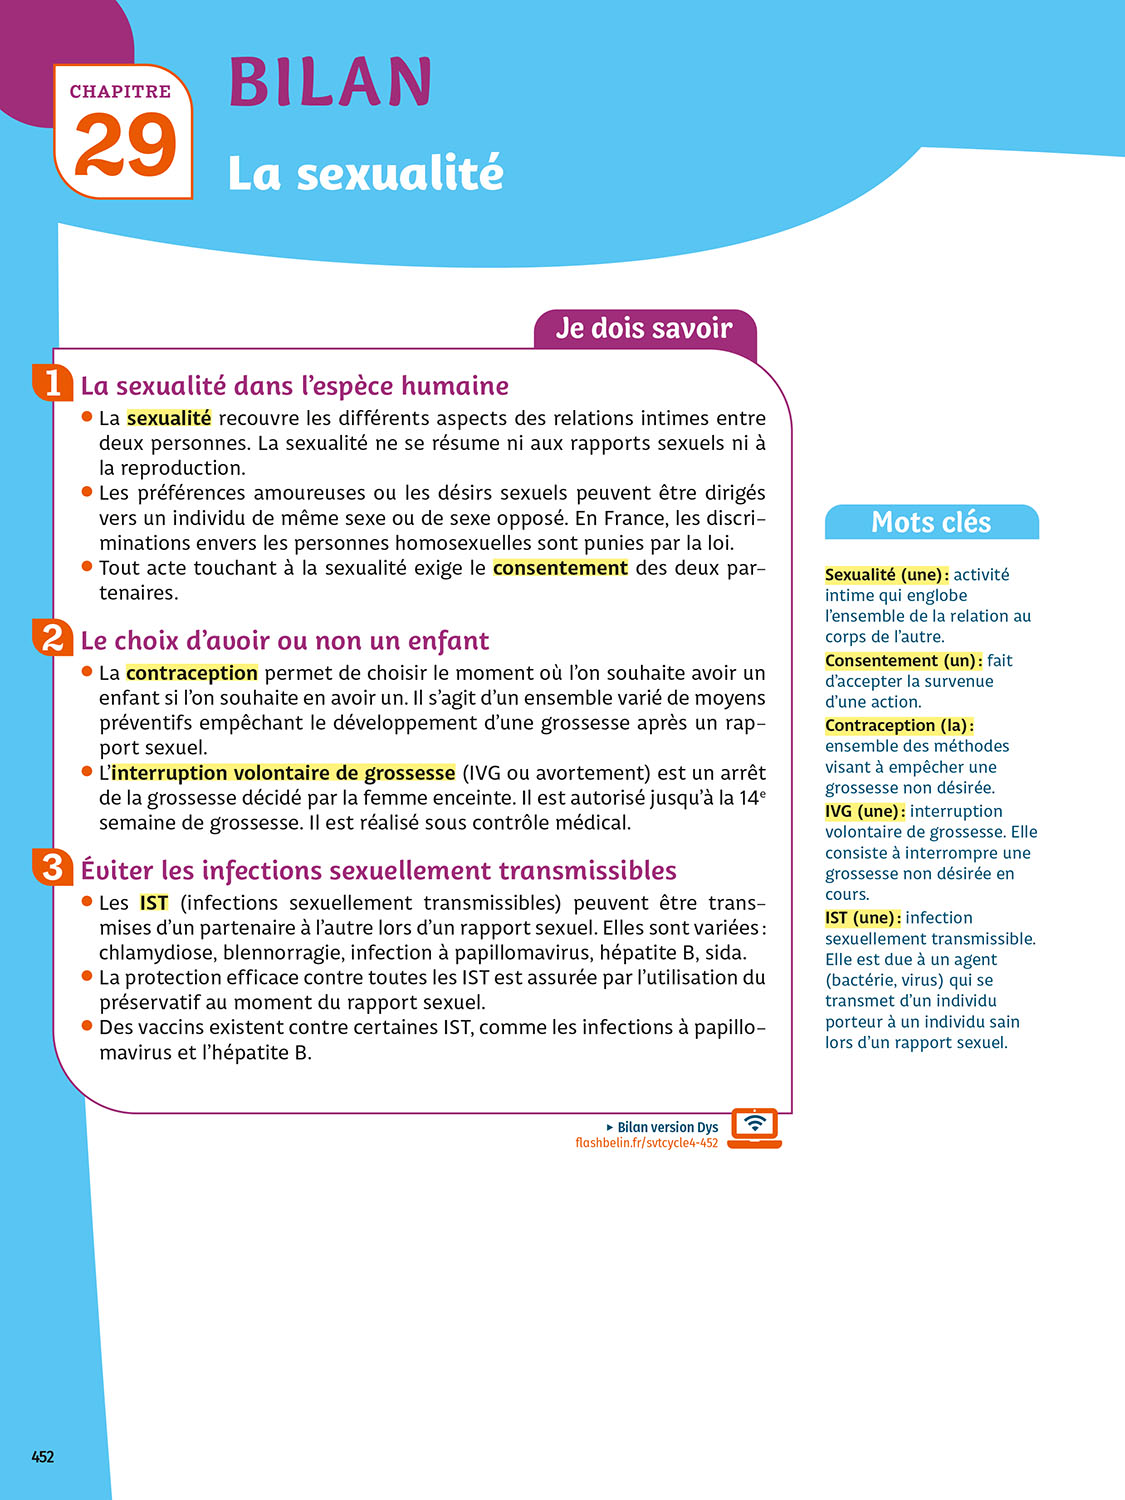 CHAPITRE
29
BILAN
La sexualité
Je dois savoir
1 La sexualité dans l’espèce humaine
• La sexualité recouvre les différents aspects des relations intimes entre
deux personnes. La sexualité ne se résume ni aux rapports sexuels ni à
la reproduction.
• Les préférences amoureuses ou les désirs sexuels peuvent être dirigés
vers un individu de même sexe ou de sexe opposé. En France, les discri-
minations envers les personnes homosexuelles sont punies par la loi.
• Tout acte touchant à la sexualité exige le consentement des deux par-
tenaires.
2 Le choix d’avoir ou non un enfant
• La contraception permet de choisir le moment où l’on souhaite avoir un
enfant si l’on souhaite en avoir un. Il s’agit d’un ensemble varié de moyens
préventifs empêchant le développement d’une grossesse après un rap-
port sexuel.
• L’interruption volontaire de grossesse (IVG ou avortement) est un arrêt
de la grossesse décidé par la femme enceinte. Il est autorisé jusqu’à la 14e
semaine de grossesse. Il est réalisé sous contrôle médical.
3 Éviter les infections sexuellement transmissibles
• Les IST (infections sexuellement transmissibles) peuvent être trans-
mises d’un partenaire à l’autre lors d’un rapport sexuel. Elles sont variées :
chlamydiose, blennorragie, infection à papillomavirus, hépatite B, sida.
• La protection efficace contre toutes les IST est assurée par l’utilisation du
préservatif au moment du rapport sexuel.
• Des vaccins existent contre certaines IST, comme les infections à papillo-
mavirus et l’hépatite B.
▸ Bilan version Dys
flashbelin.fr/svtcycle4-452
Mots clés
Sexualité (une) : activité
intime qui englobe
l’ensemble de la relation au
corps de l’autre.
Consentement (un) : fait
d’accepter la survenue
d’une action.
Contraception (la) :
ensemble des méthodes
visant à empêcher une
grossesse non désirée.
IVG (une) : interruption
volontaire de grossesse. Elle
consiste à interrompre une
grossesse non désirée en
cours.
IST (une) : infection
sexuellement transmissible.
Elle est due à un agent
(bactérie, virus) qui se
transmet d’un individu
porteur à un individu sain
lors d’un rapport sexuel.
452